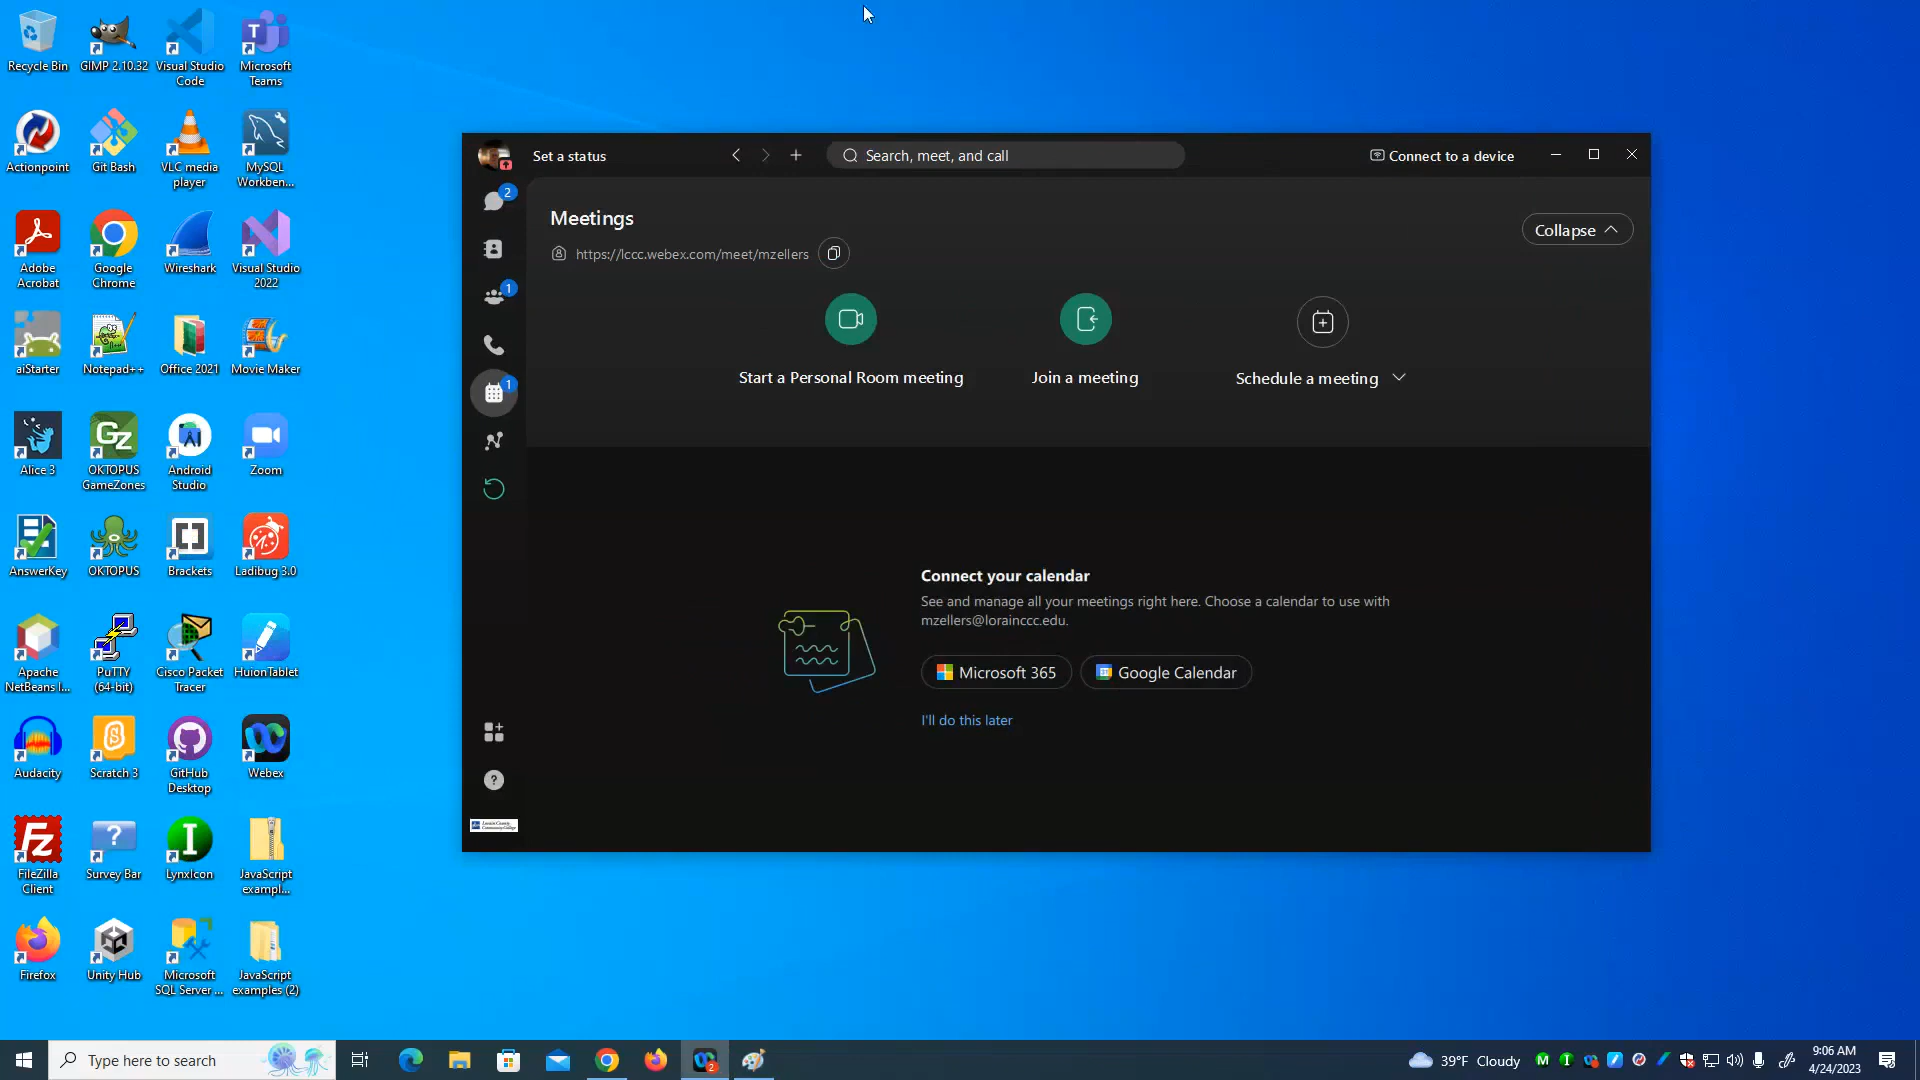 Recycle Bin
GIMP 2.10.32
Visual Studio
Code
Microsoft
Teams
Actionpoint
Git Bash
VLC media
player
MySQL
Workben...
Adobe
Acrobat
Google
Chrome
Wireshark
Visual Studio
2022
aiStarter
Notepad++
Office 2021
Movie Maker
Alice 3
OKTOPUS
GameZones
Android
Studio
Zoom
AnswerKey
OKTOPUS
Brackets
Ladibug 3.0
Apache
NetBeans I...
PuTTY
(64-bit)
Cisco Packet
Tracer
HuionTablet
Audacity
Scratch 3
GitHub
Desktop
Webex
FileZilla
Client
Survey Bar
LynxIcon
JavaScript
exampl...
Firefox
Unity Hub
Microsoft
SQL Server ...
JavaScript
examples (2)
Set a status
Search, meet, and call
Connect to a device
2
1
1
Meetings
https://lccc.webex.com/meet/mzellers
Collapse
Start a Personal Room meeting
Join a meeting
Schedule a meeting
Connect your calendar
See and manage all your meetings right here. Choose a calendar to use with
mzellers@lorainccc.edu.
Microsoft 365
Google Calendar
I'll do this later
Type here to search
2
39°F Cloudy
9:06 AM
4/24/2023